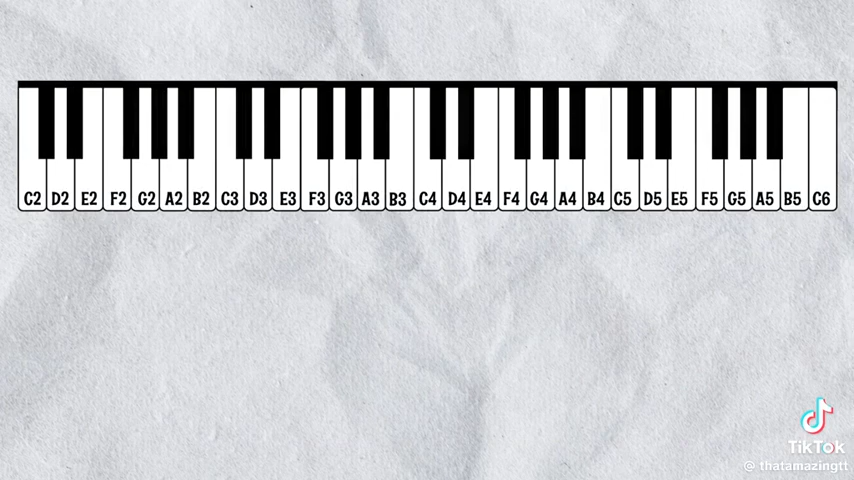 C2 D2 E2 F2 G2 A2 B2 C3 D3 E3 F3 G3 A3 B3 C4 D4 E4 F4 G4 A4 B4 C5 D5 E5 F5 G5 A5 B5 C6
TikTok
@ thatamazingtt